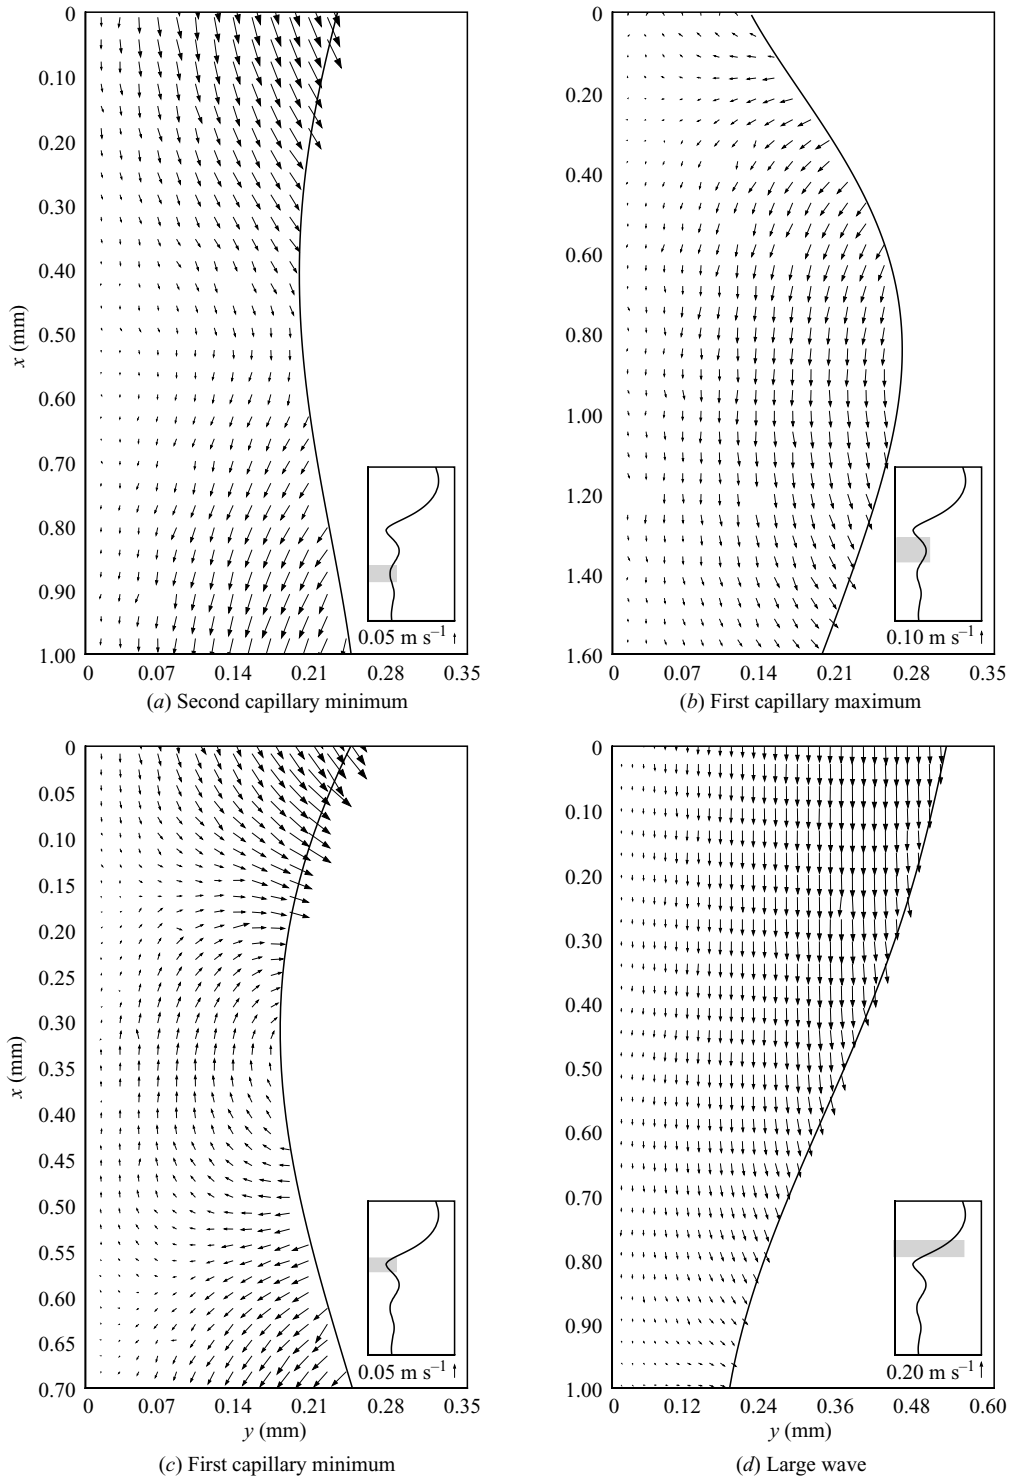 0
0.10
0.20
0.30
0.40
0.50
0.60
0.70
0.80
0.90
1.00
x (mm)
0 0.07 0.14 0.21 0.28 0.35
0.05 m s⁻¹
(a) Second capillary minimum
0
0.20
0.40
0.60
0.80
1.00
1.20
1.40
1.60
0 0.07 0.14 0.21 0.28 0.35
0.10 m s⁻¹
(b) First capillary maximum
0
0.05
0.10
0.15
0.20
0.25
0.30
0.35
0.40
0.45
0.50
0.55
0.60
0.65
0.70
x (mm)
0 0.07 0.14 0.21 0.28 0.35
y (mm)
0.05 m s⁻¹
(c) First capillary minimum
0
0.10
0.20
0.30
0.40
0.50
0.60
0.70
0.80
0.90
1.00
0 0.12 0.24 0.36 0.48 0.60
y (mm)
0.20 m s⁻¹
(d) Large wave